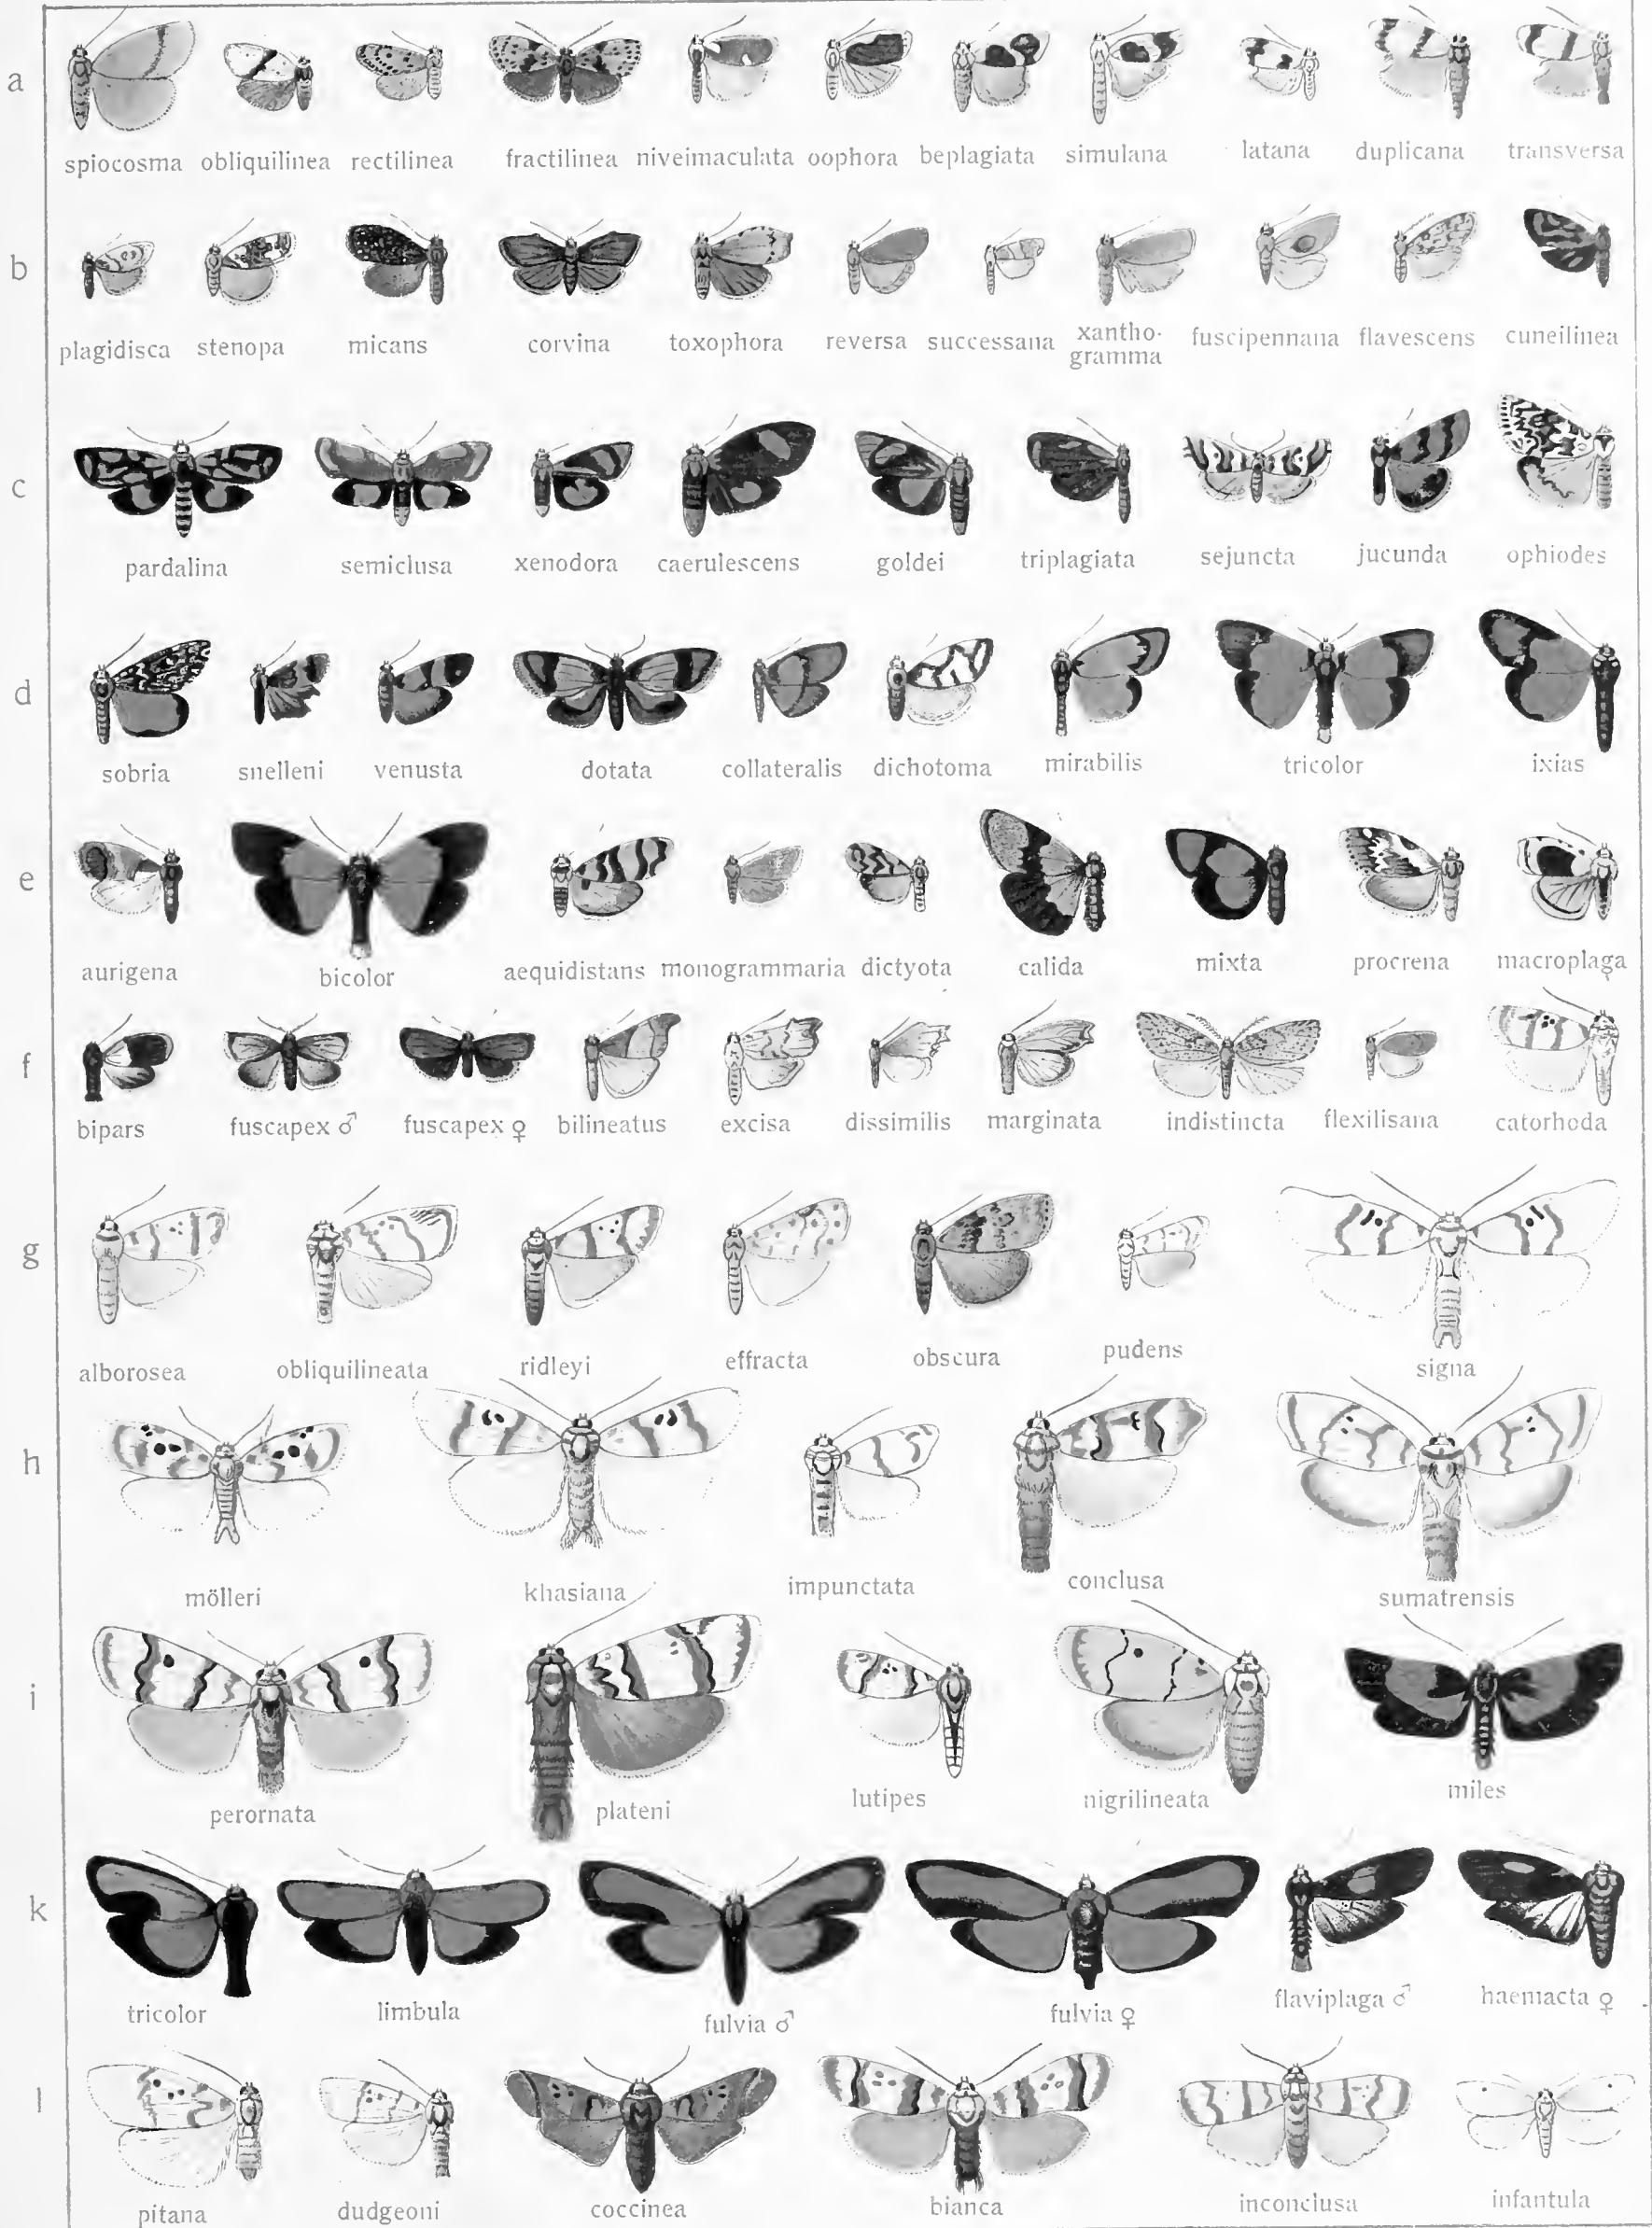 a
spiocosma obliquilinea rectilinea fractilinea niveimaculata oophora beplagiata simulana latana duplicana transversa
b
plagidisca stenopa micans corvina toxophora reversa successana xantho-
gramma fuscipennana flavescens cuneilinea
c
pardalina semiclusa xenodora caerulescens goldei triplagiata sejuncta jucunda ophiodes
d
sobria snelleni venusta dotata collateralis dichotoma mirabilis tricolor ixias
e
aurigena bicolor aequidistans monogrammaria dictyota calida mixta procrena macroplaga
f
bipars fuscapex ♂ fuscapex ♀ bilineatus excisa dissimilis marginata indistincta flexilisana catorhoda
g
alborosea obliquilineata ridleyi effracta obscura pudens signa
h
mölleri khasiana impunctata conclusa sumatrensis
i
perornata plateni lutipes nigrilineata miles
k
tricolor limbula fulvia ♂ fulvia ♀ flaviplaga ♂ haemacta ♀
l
pitana dudgeoni coccinea bianca inconclusa infantula